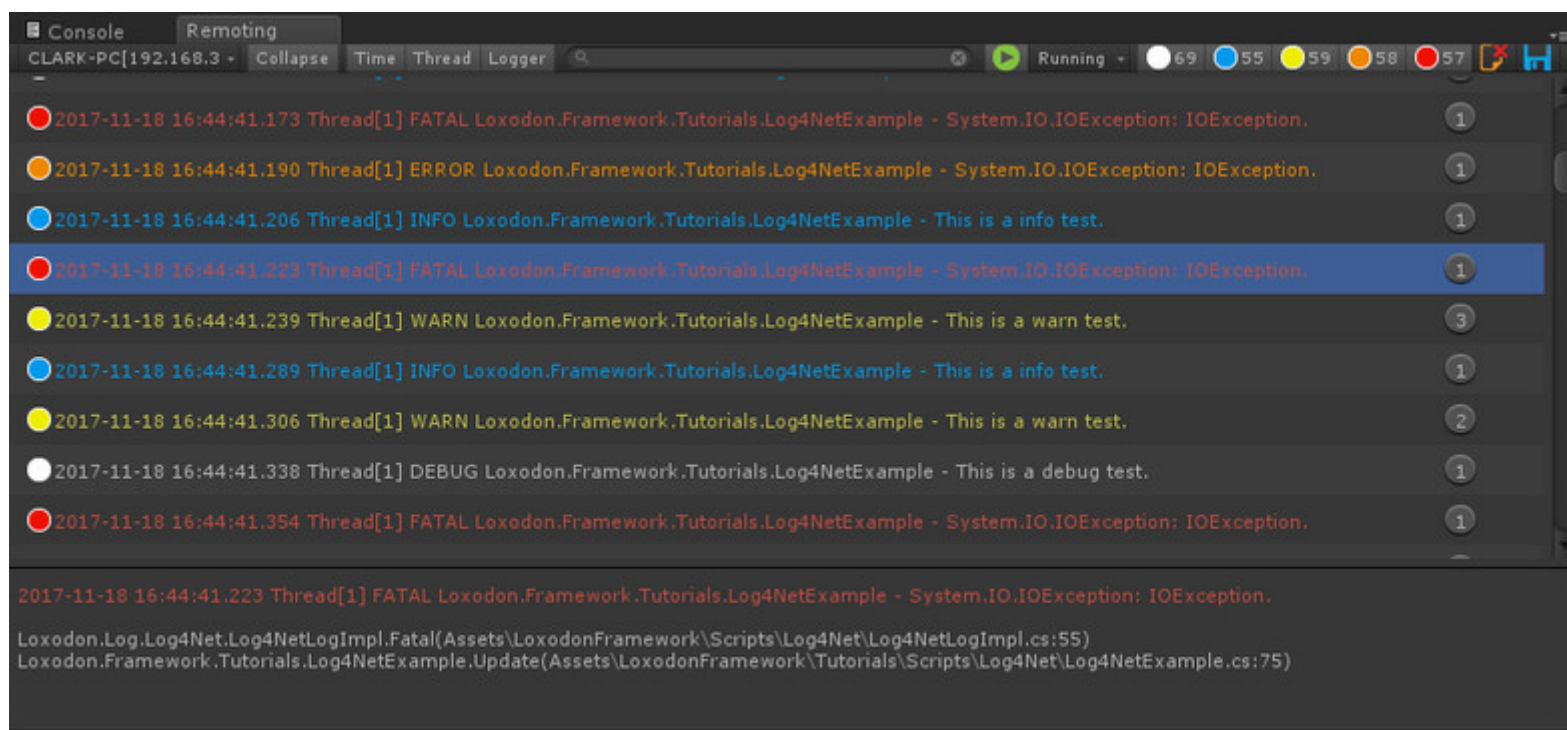 Console Remoting
CLARK-PC[192.168.3 Collapse Time Thread Logger Running 69 55 59 58 57
2017-11-18 16:44:41.173 Thread[1] FATAL Loxodon.Framework.Tutorials.Log4NetExample - System.IO.IOException: IOException. 1
2017-11-18 16:44:41.190 Thread[1] ERROR Loxodon.Framework.Tutorials.Log4NetExample - System.IO.IOException: IOException. 1
2017-11-18 16:44:41.206 Thread[1] INFO Loxodon.Framework.Tutorials.Log4NetExample - This is a info test. 1
2017-11-18 16:44:41.223 Thread[1] FATAL Loxodon.Framework.Tutorials.Log4NetExample - System.IO.IOException: IOException. 1
2017-11-18 16:44:41.239 Thread[1] WARN Loxodon.Framework.Tutorials.Log4NetExample - This is a warn test. 3
2017-11-18 16:44:41.289 Thread[1] INFO Loxodon.Framework.Tutorials.Log4NetExample - This is a info test. 1
2017-11-18 16:44:41.306 Thread[1] WARN Loxodon.Framework.Tutorials.Log4NetExample - This is a warn test. 2
2017-11-18 16:44:41.338 Thread[1] DEBUG Loxodon.Framework.Tutorials.Log4NetExample - This is a debug test. 1
2017-11-18 16:44:41.354 Thread[1] FATAL Loxodon.Framework.Tutorials.Log4NetExample - System.IO.IOException: IOException. 1
2017-11-18 16:44:41.223 Thread[1] FATAL Loxodon.Framework.Tutorials.Log4NetExample - System.IO.IOException: IOException.
Loxodon.Log.Log4Net.Log4NetLogImpl.Fatal(Assets\LoxodonFramework\Scripts\Log4Net\Log4NetLogImpl.cs:55)
Loxodon.Framework.Tutorials.Log4NetExample.Update(Assets\LoxodonFramework\Tutorials\Scripts\Log4Net\Log4NetExample.cs:75)